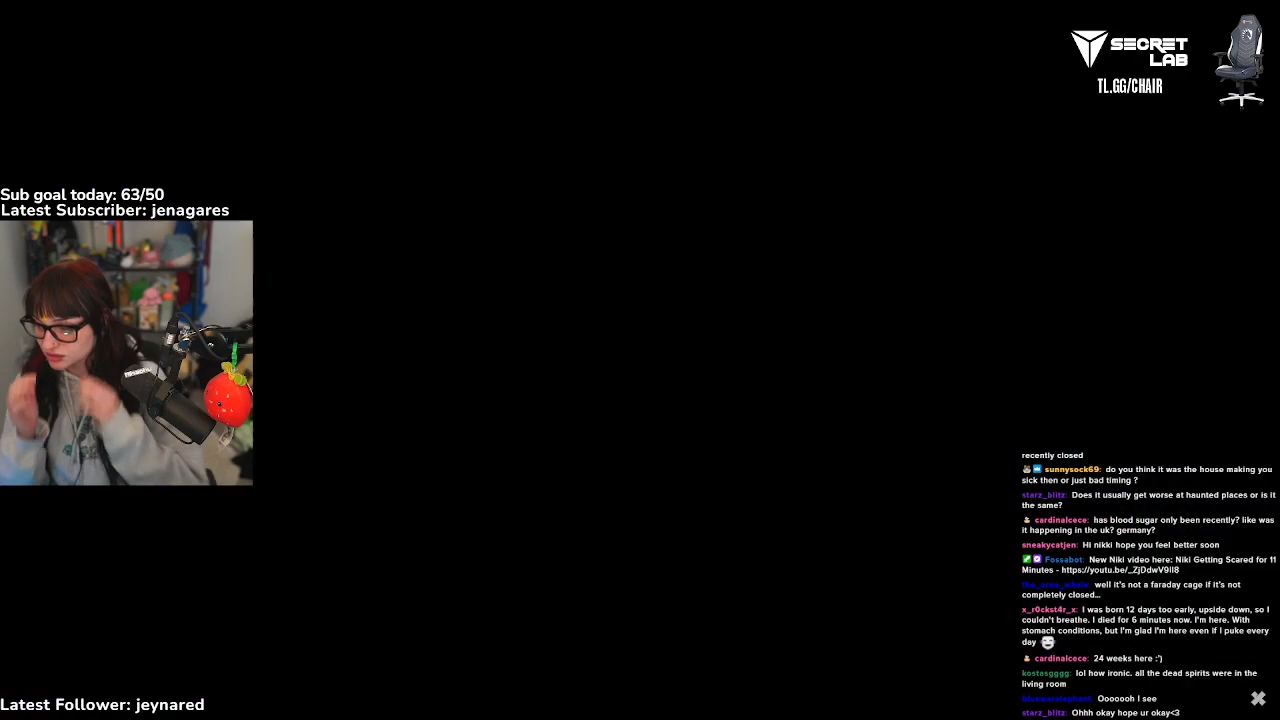 SECRET
LAB
TL.GG/CHAIR
Sub goal today: 63/50
Latest Subscriber: jenagares
recently closed
sunnysock69: do you think it was the house making you
sick then or just bad timing ?
starz_blitz: Does it usually get worse at haunted places or is it
the same?
cardinalcece: has blood sugar only been recently? like was
it happening in the uk? germany?
sneakycatjen: Hi nikki hope you feel better soon
Fossabot: New Niki video here: Niki Getting Scared for 11
Minutes - https://youtu.be/_ZjDdwV9II8
well it's not a faraday cage if it's not
completely closed...
x_r0ckst4r_x: I was born 12 days too early, upside down, so I
couldn't breathe. I died for 6 minutes now. I'm here. With
stomach conditions, but I'm glad I'm here even if I puke every
day
cardinalcece: 24 weeks here :')
kostasgggg: lol how ironic. all the dead spirits were in the
living room
Ooooooh I see
starz_blitz: Ohhh okay hope ur okay<3
Latest Follower: jeynared